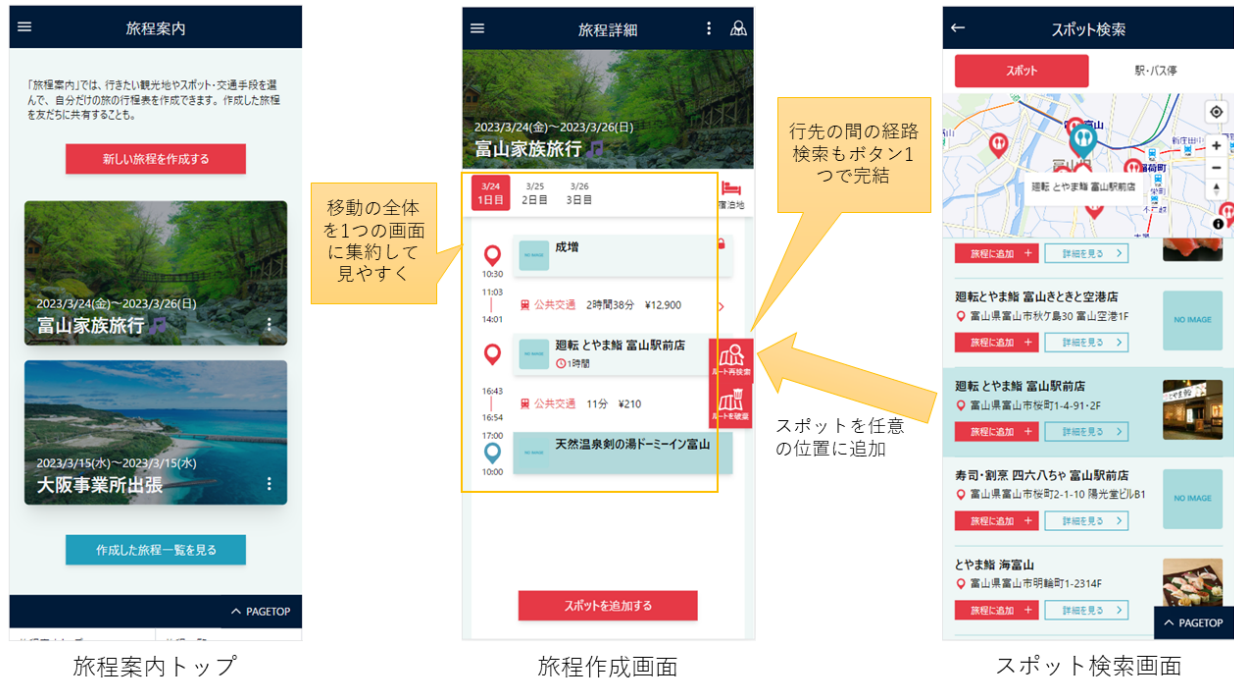 旅程案内
「旅程案内」では、行きたい観光地やスポット・交通手段を選
んで、自分だけの旅の行程表を作成できます。作成した旅程
を友だちに共有することも。
新しい旅程を作成する
2023/3/24(金)～2023/3/26(日)
富山家族旅行
2023/3/15(水)～2023/3/15(水)
大阪事業所出張
作成した旅程一覧を見る
PAGETOP
旅程案内トップ
移動の全体
を1つの画面
に集約して
見やすく
旅程詳細
2023/3/24(金)～2023/3/26(日)
富山家族旅行
3/24
1日目
3/25
2日目
3/26
3日目
宿泊地
10:30
NO IMAGE
成増
11:03
14:01
公共交通 2時間38分 ¥12,900
NO IMAGE
廻転 とやま鮨 富山駅前店
1時間
ルート再検索
ルートを破棄
16:43
16:54
公共交通 11分 ¥210
17:00
10:00
NO IMAGE
天然温泉剣の湯ドーミーイン富山
スポットを追加する
旅程作成画面
行先の間の経路
検索もボタン1
つで完結
スポットを任意
の位置に追加
スポット検索
スポット
駅・バス停
廻転 とやま鮨 富山駅前店
旅程に追加 +
詳細を見る
廻転とやま鮨 富山きときと空港店
富山県富山市秋ケ島30 富山空港1F
旅程に追加 +
詳細を見る
NO IMAGE
廻転 とやま鮨 富山駅前店
富山県富山市桜町1-4-91・2F
旅程に追加 +
詳細を見る
寿司・割烹 四六八ちゃ 富山駅前店
富山県富山市桜町2-1-10 陽光堂ビルB1
旅程に追加 +
詳細を見る
NO IMAGE
とやま鮨 海富山
富山県富山市明輪町1-2314F
旅程に追加 +
詳細を見る
PAGETOP
スポット検索画面